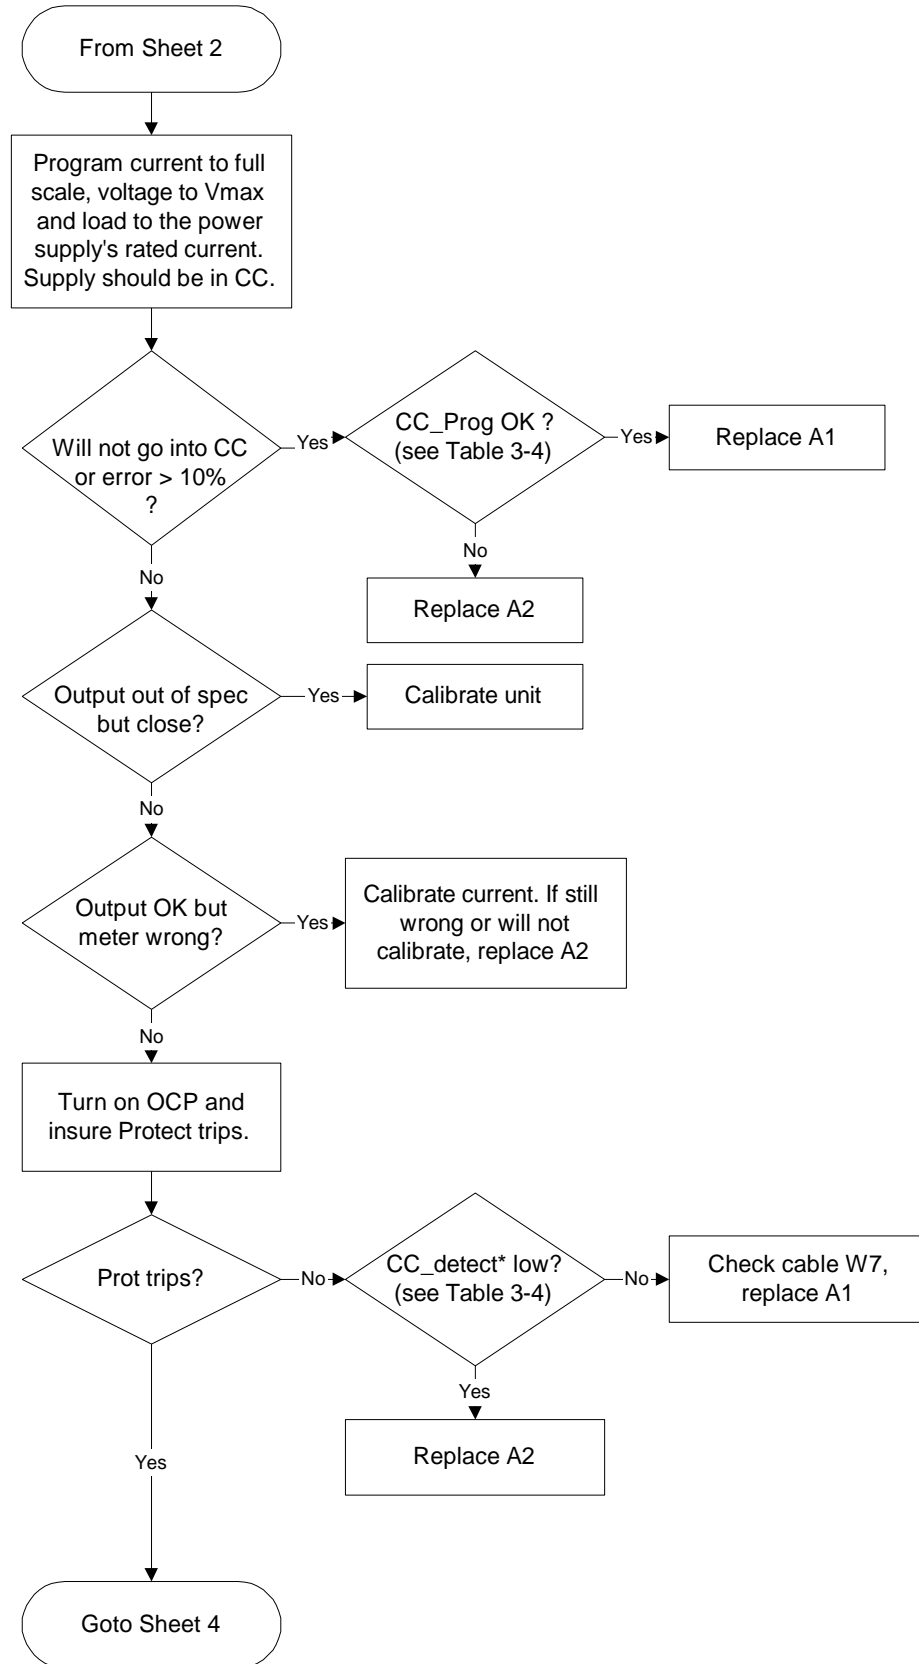 From Sheet 2
Program current to full
scale, voltage to Vmax
and load to the power
supply's rated current.
Supply should be in CC.
Will not go into CC
or error > 10%
?
Yes
CC_Prog OK ?
(see Table 3-4)
Yes
Replace A1
No
Replace A2
No
Output out of spec
but close?
Yes
Calibrate unit
No
Output OK but
meter wrong?
Yes
Calibrate current. If still
wrong or will not
calibrate, replace A2
No
Turn on OCP and
insure Protect trips.
Prot trips?
No
CC_detect* low?
(see Table 3-4)
No
Check cable W7,
replace A1
Yes
Replace A2
Yes
Goto Sheet 4